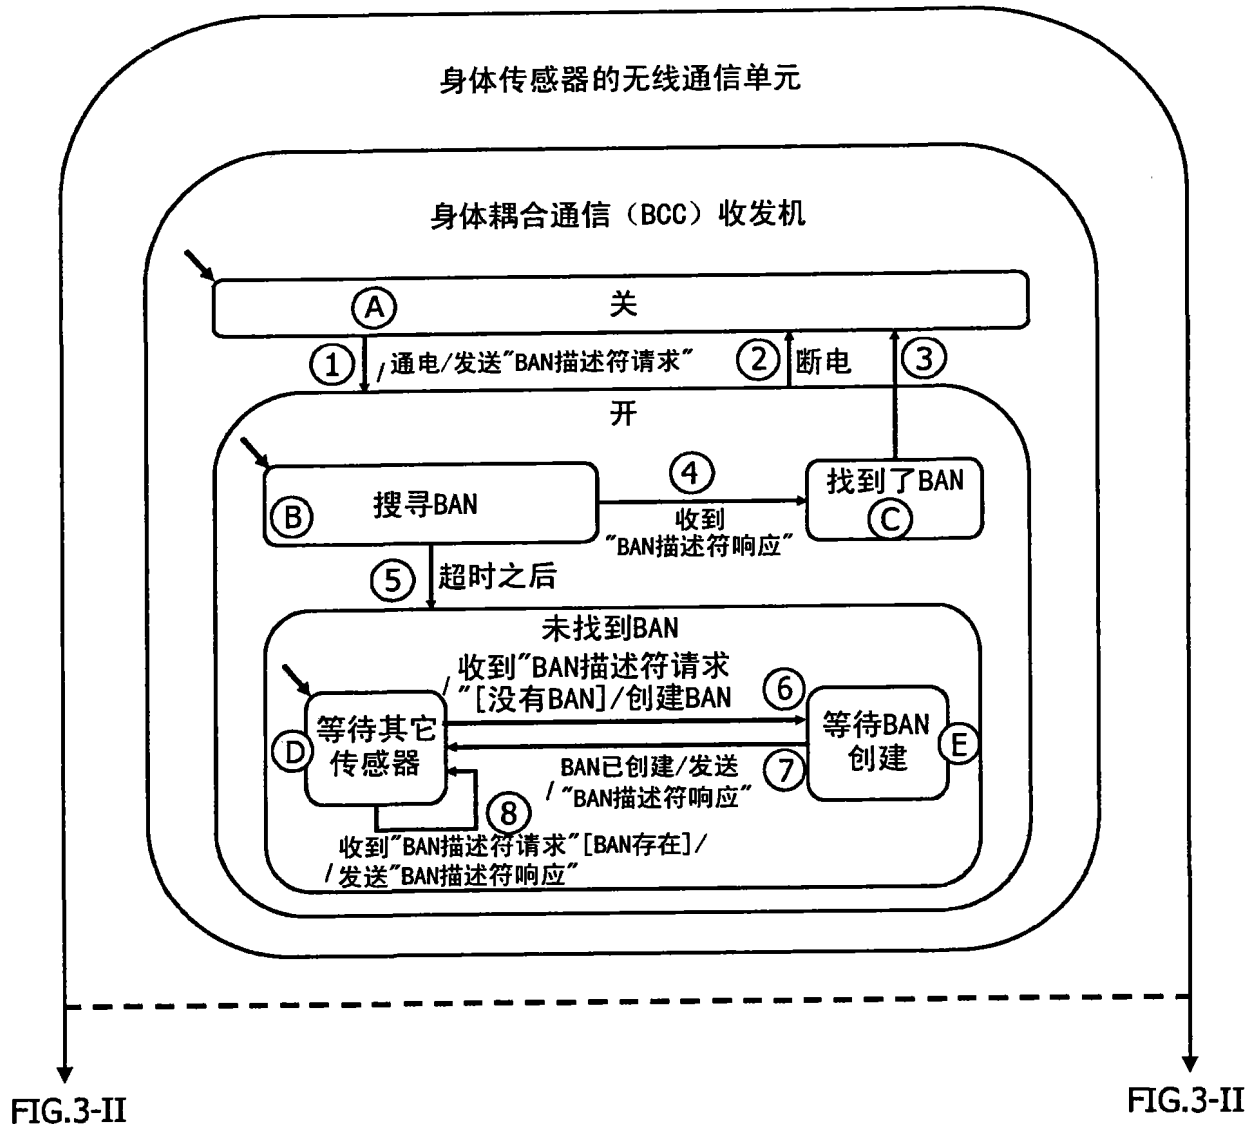 身体传感器的无线通信单元
身体耦合通信（BCC）收发机
A
关
1
/通电/发送"BAN描述符请求"
2
断电
3
开
B
搜寻BAN
4
收到
"BAN描述符响应"
找到了BAN
C
5
超时之后
未找到BAN
/收到"BAN描述符请求
"[没有BAN]/创建BAN
6
D
等待其它
传感器
等待BAN
创建
E
BAN已创建/发送
/"BAN描述符响应"
7
8
收到"BAN描述符请求"[BAN存在]/
/发送"BAN描述符响应"
FIG.3-II
FIG.3-II